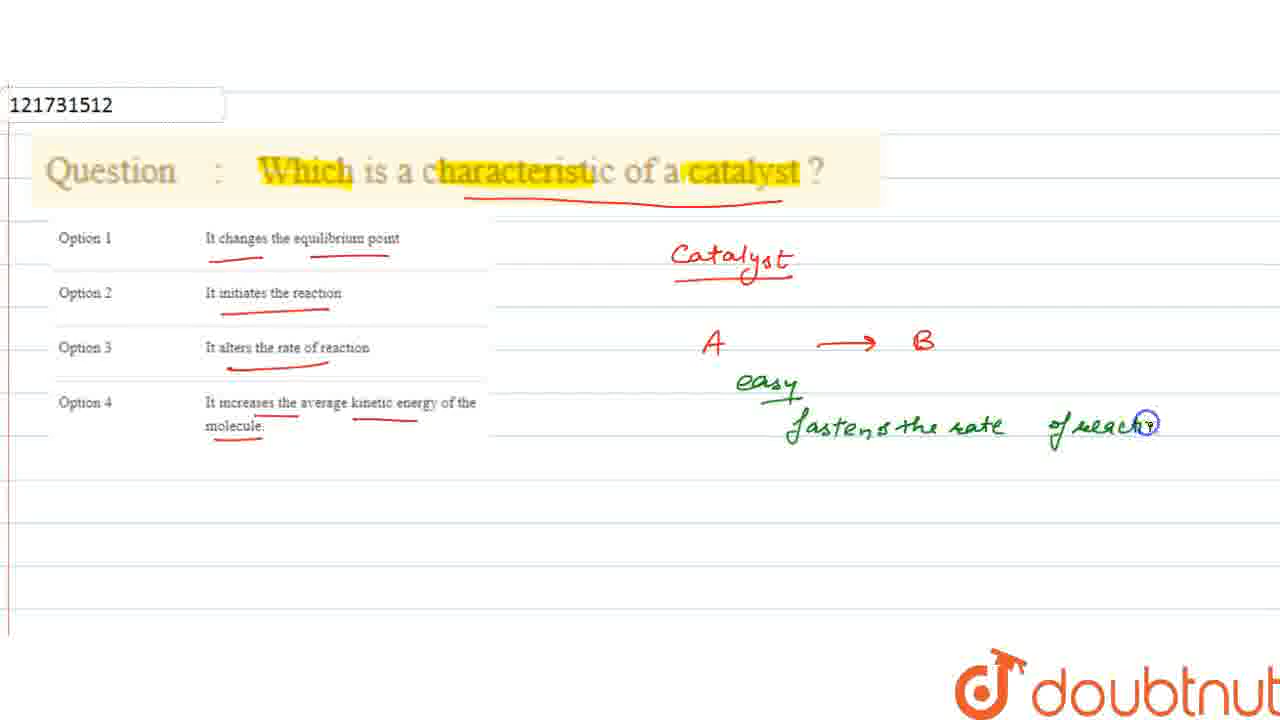 121731512
Question : Which is a characteristic of a catalyst ?
Option 1 It changes the equilibrium point
Option 2 It initiates the reaction
Option 3 It alters the rate of reaction
Option 4 It increases the average kinetic energy of the
molecule.
Catalyst
A → B
easy
fastens the rate of reacti
doubtnut